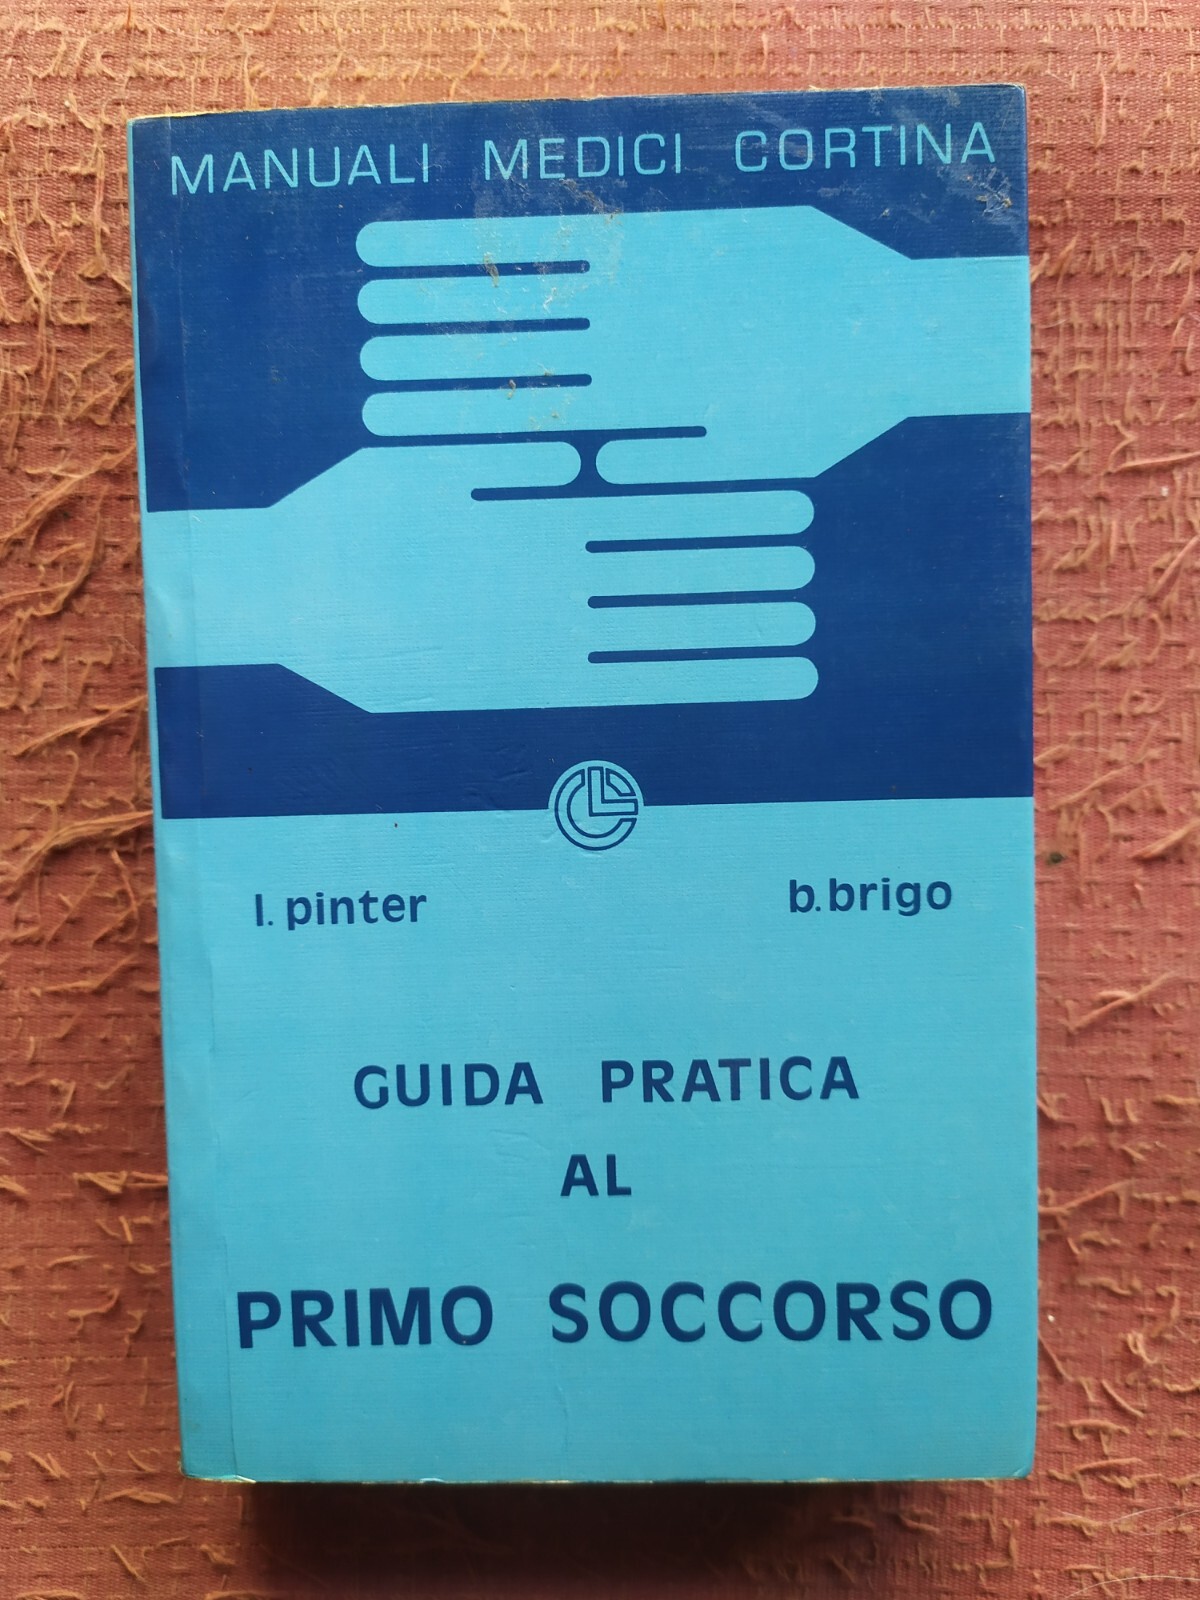 MANUALI MEDICI CORTINA
l. pinter b. brigo
GUIDA PRATICA
AL
PRIMO SOCCORSO